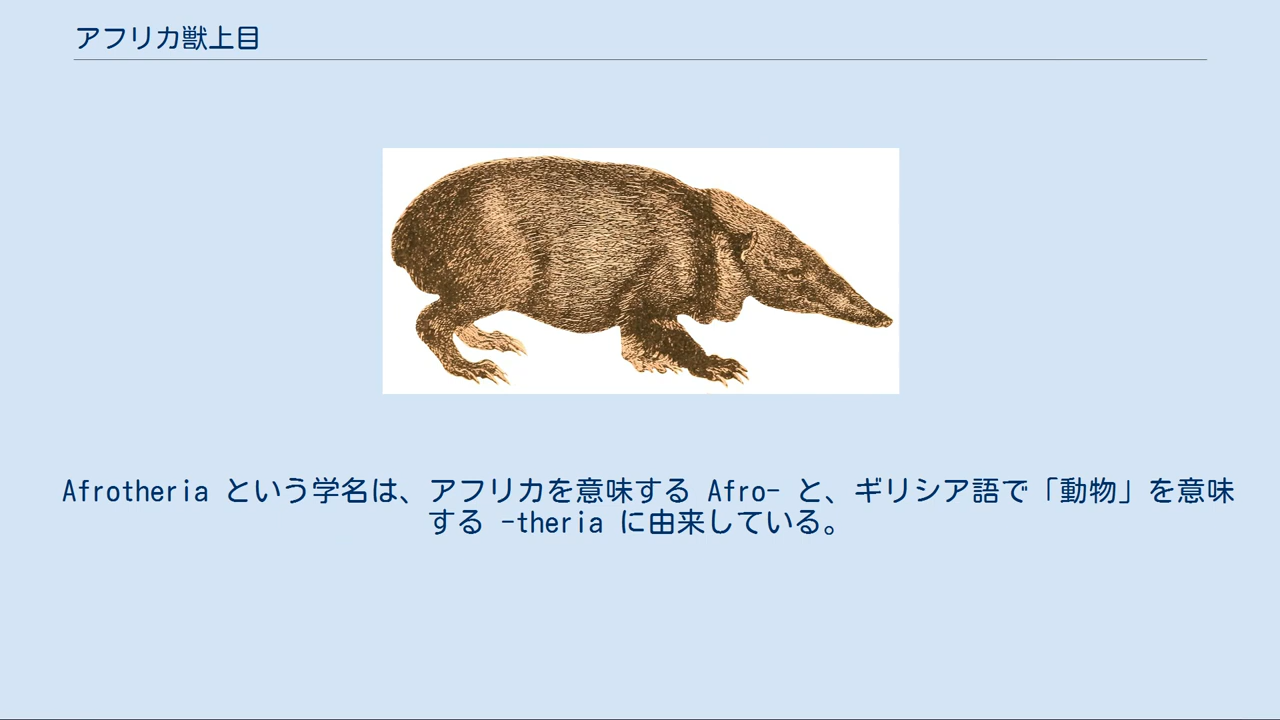 アフリカ獣上目
Afrotheria という学名は、アフリカを意味する Afro- と、ギリシア語で「動物」を意味
する -theria に由来している。